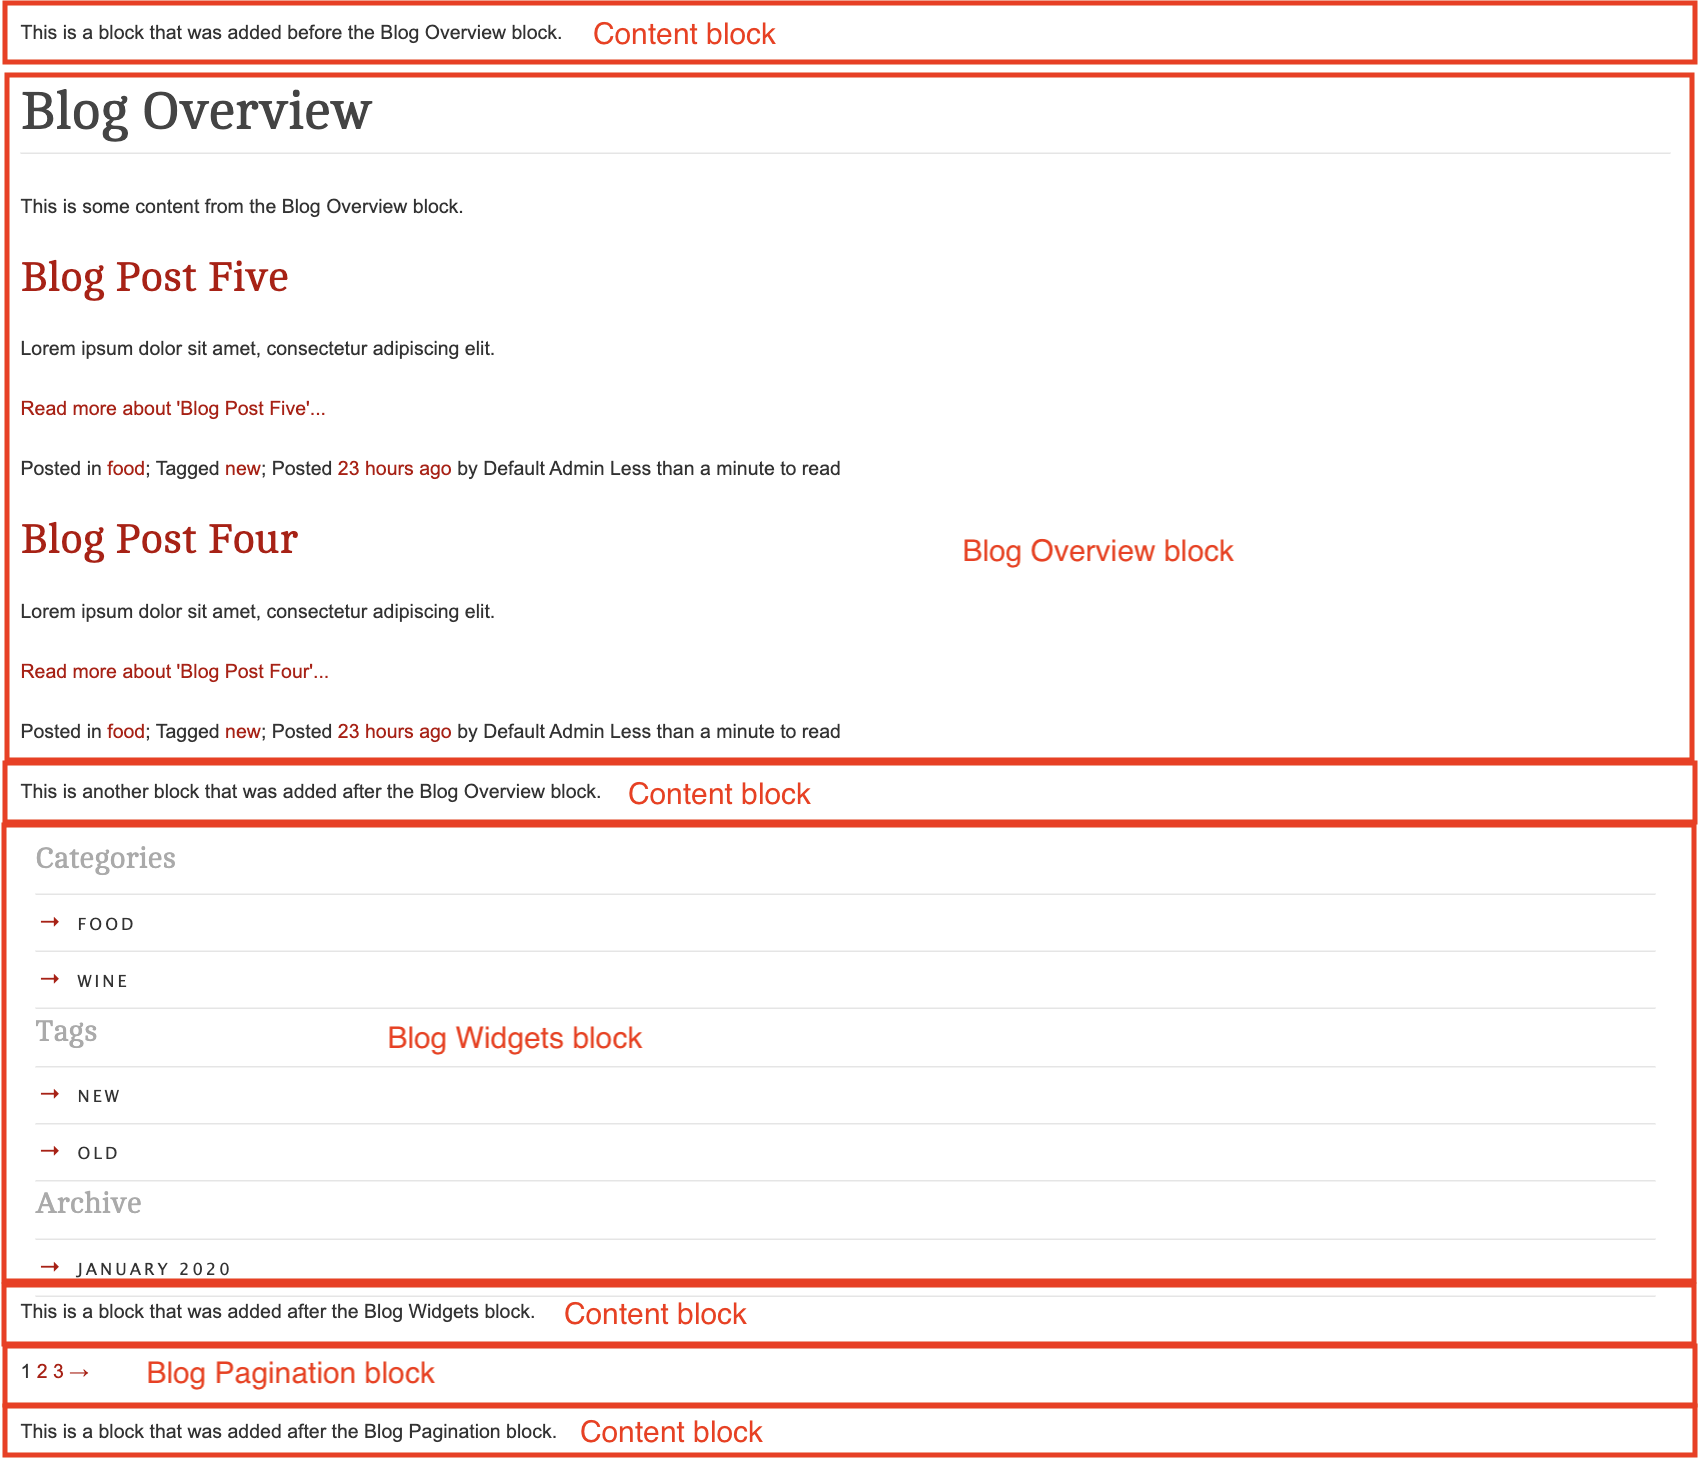 This is a block that was added before the Blog Overview block. Content block
Blog Overview
This is some content from the Blog Overview block.
Blog Post Five
Lorem ipsum dolor sit amet, consectetur adipiscing elit.
Read more about 'Blog Post Five'...
Posted in food; Tagged new; Posted 23 hours ago by Default Admin Less than a minute to read
Blog Post Four
Blog Overview block
Lorem ipsum dolor sit amet, consectetur adipiscing elit.
Read more about 'Blog Post Four'...
Posted in food; Tagged new; Posted 23 hours ago by Default Admin Less than a minute to read
This is another block that was added after the Blog Overview block. Content block
Categories
→ FOOD
→ WINE
Tags
Blog Widgets block
→ NEW
→ OLD
Archive
→ JANUARY 2020
This is a block that was added after the Blog Widgets block. Content block
1 2 3 → Blog Pagination block
This is a block that was added after the Blog Pagination block. Content block